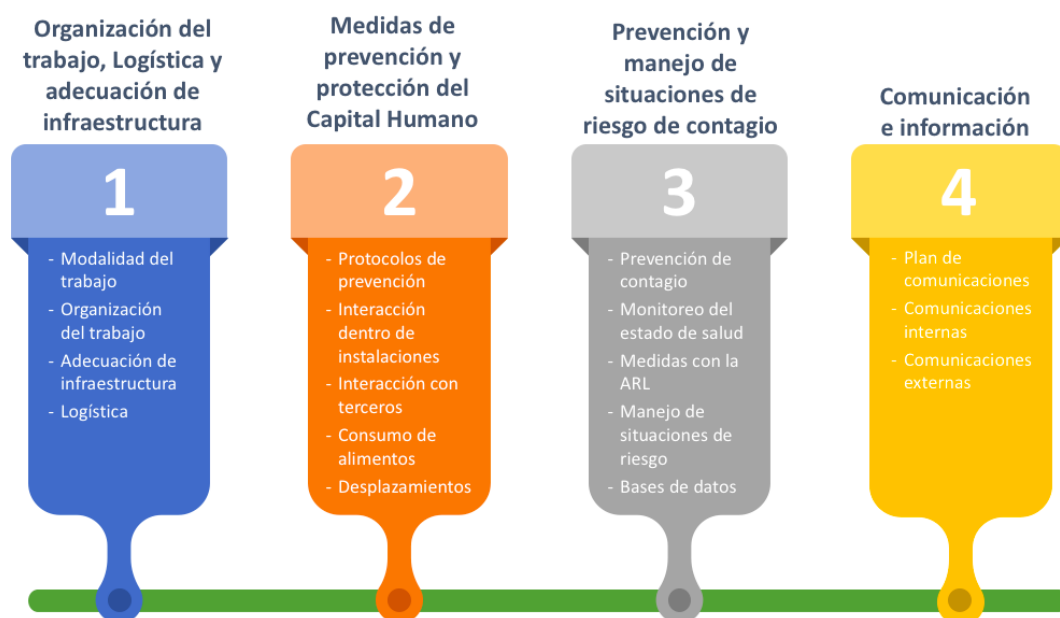 Organización del
trabajo, Logística y
adecuación de
infraestructura
1
- Modalidad del
trabajo
- Organización
del trabajo
- Adecuación de
infraestructura
- Logística
Medidas de
prevención y
protección del
Capital Humano
2
- Protocolos de
prevención
- Interacción
dentro de
instalaciones
- Interacción con
terceros
- Consumo de
alimentos
- Desplazamientos
Prevención y
manejo de
situaciones de
riesgo de contagio
3
- Prevención de
contagio
- Monitoreo del
estado de salud
- Medidas con la
ARL
- Manejo de
situaciones de
riesgo
- Bases de datos
Comunicación
e información
4
- Plan de
comunicaciones
- Comunicaciones
internas
- Comunicaciones
externas